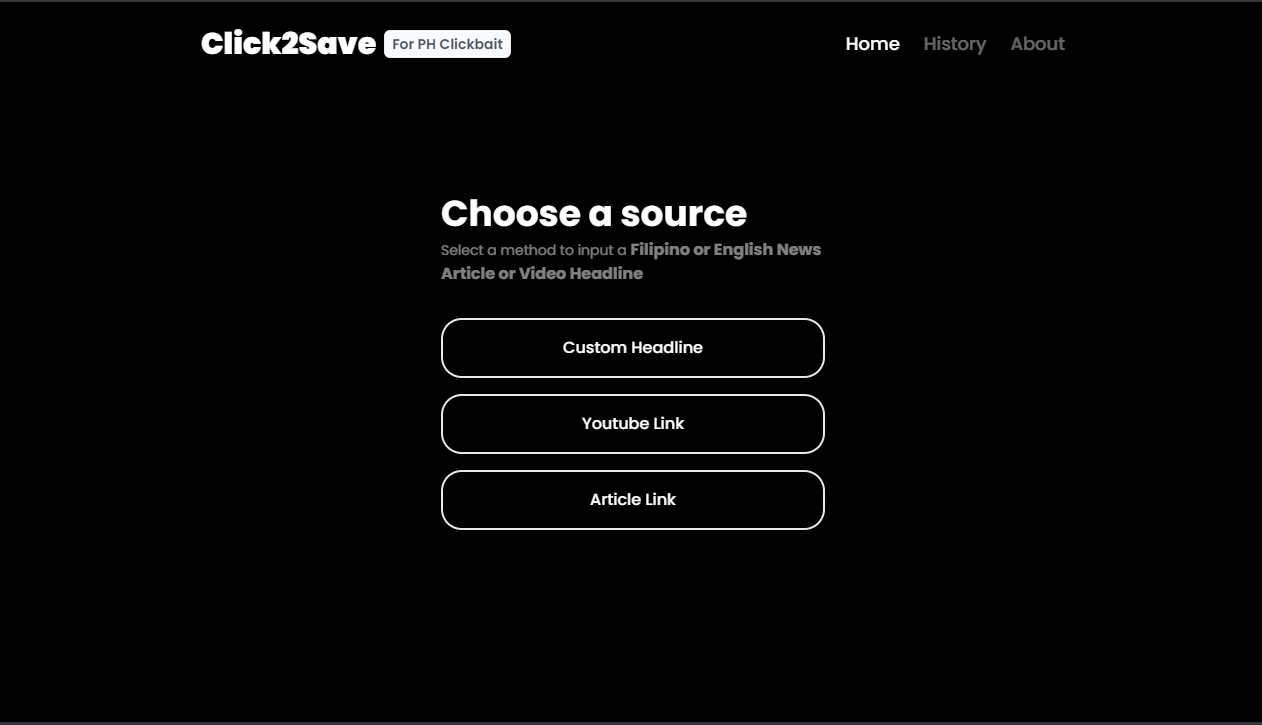 Click2Save For PH Clickbait Home History About
Choose a source
Select a method to input a Filipino or English News
Article or Video Headline
Custom Headline
Youtube Link
Article Link